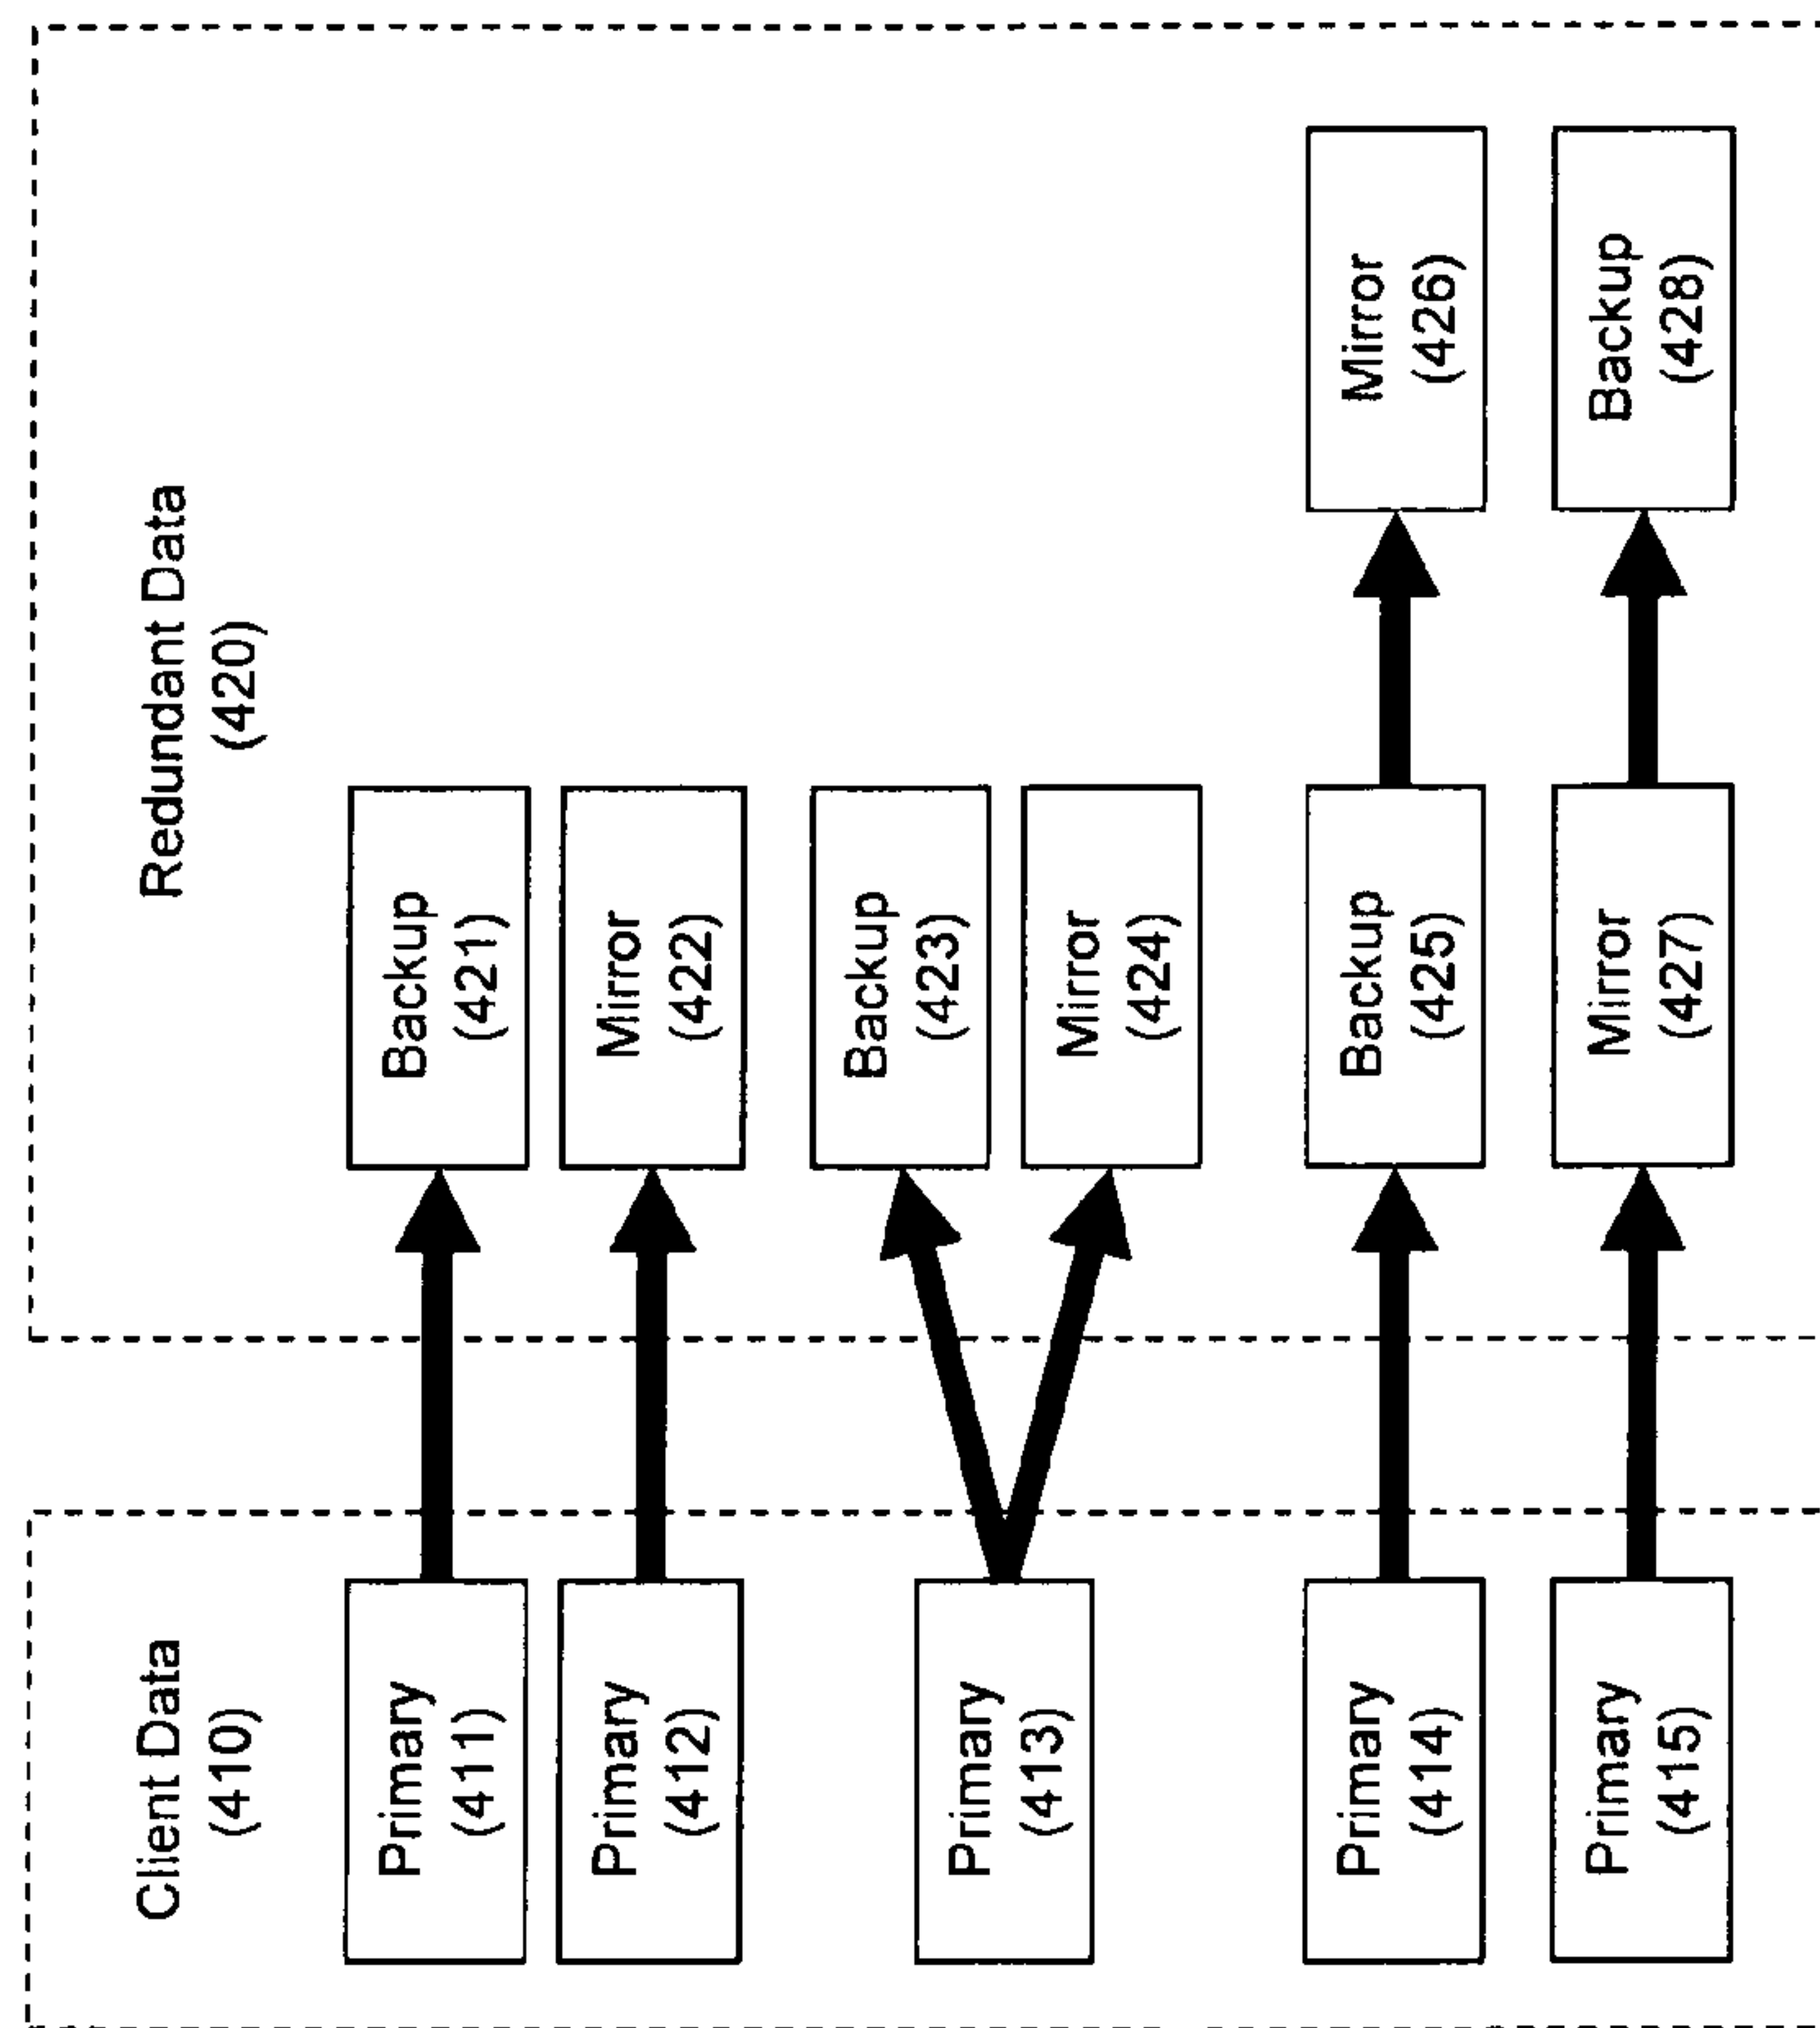 Client Data
(410)
Redundant Data
(420)
Primary
(411)
Backup
(421)
Primary
(412)
Mirror
(422)
Primary
(413)
Backup
(423)
Mirror
(424)
Primary
(414)
Backup
(425)
Mirror
(426)
Primary
(415)
Mirror
(427)
Backup
(428)